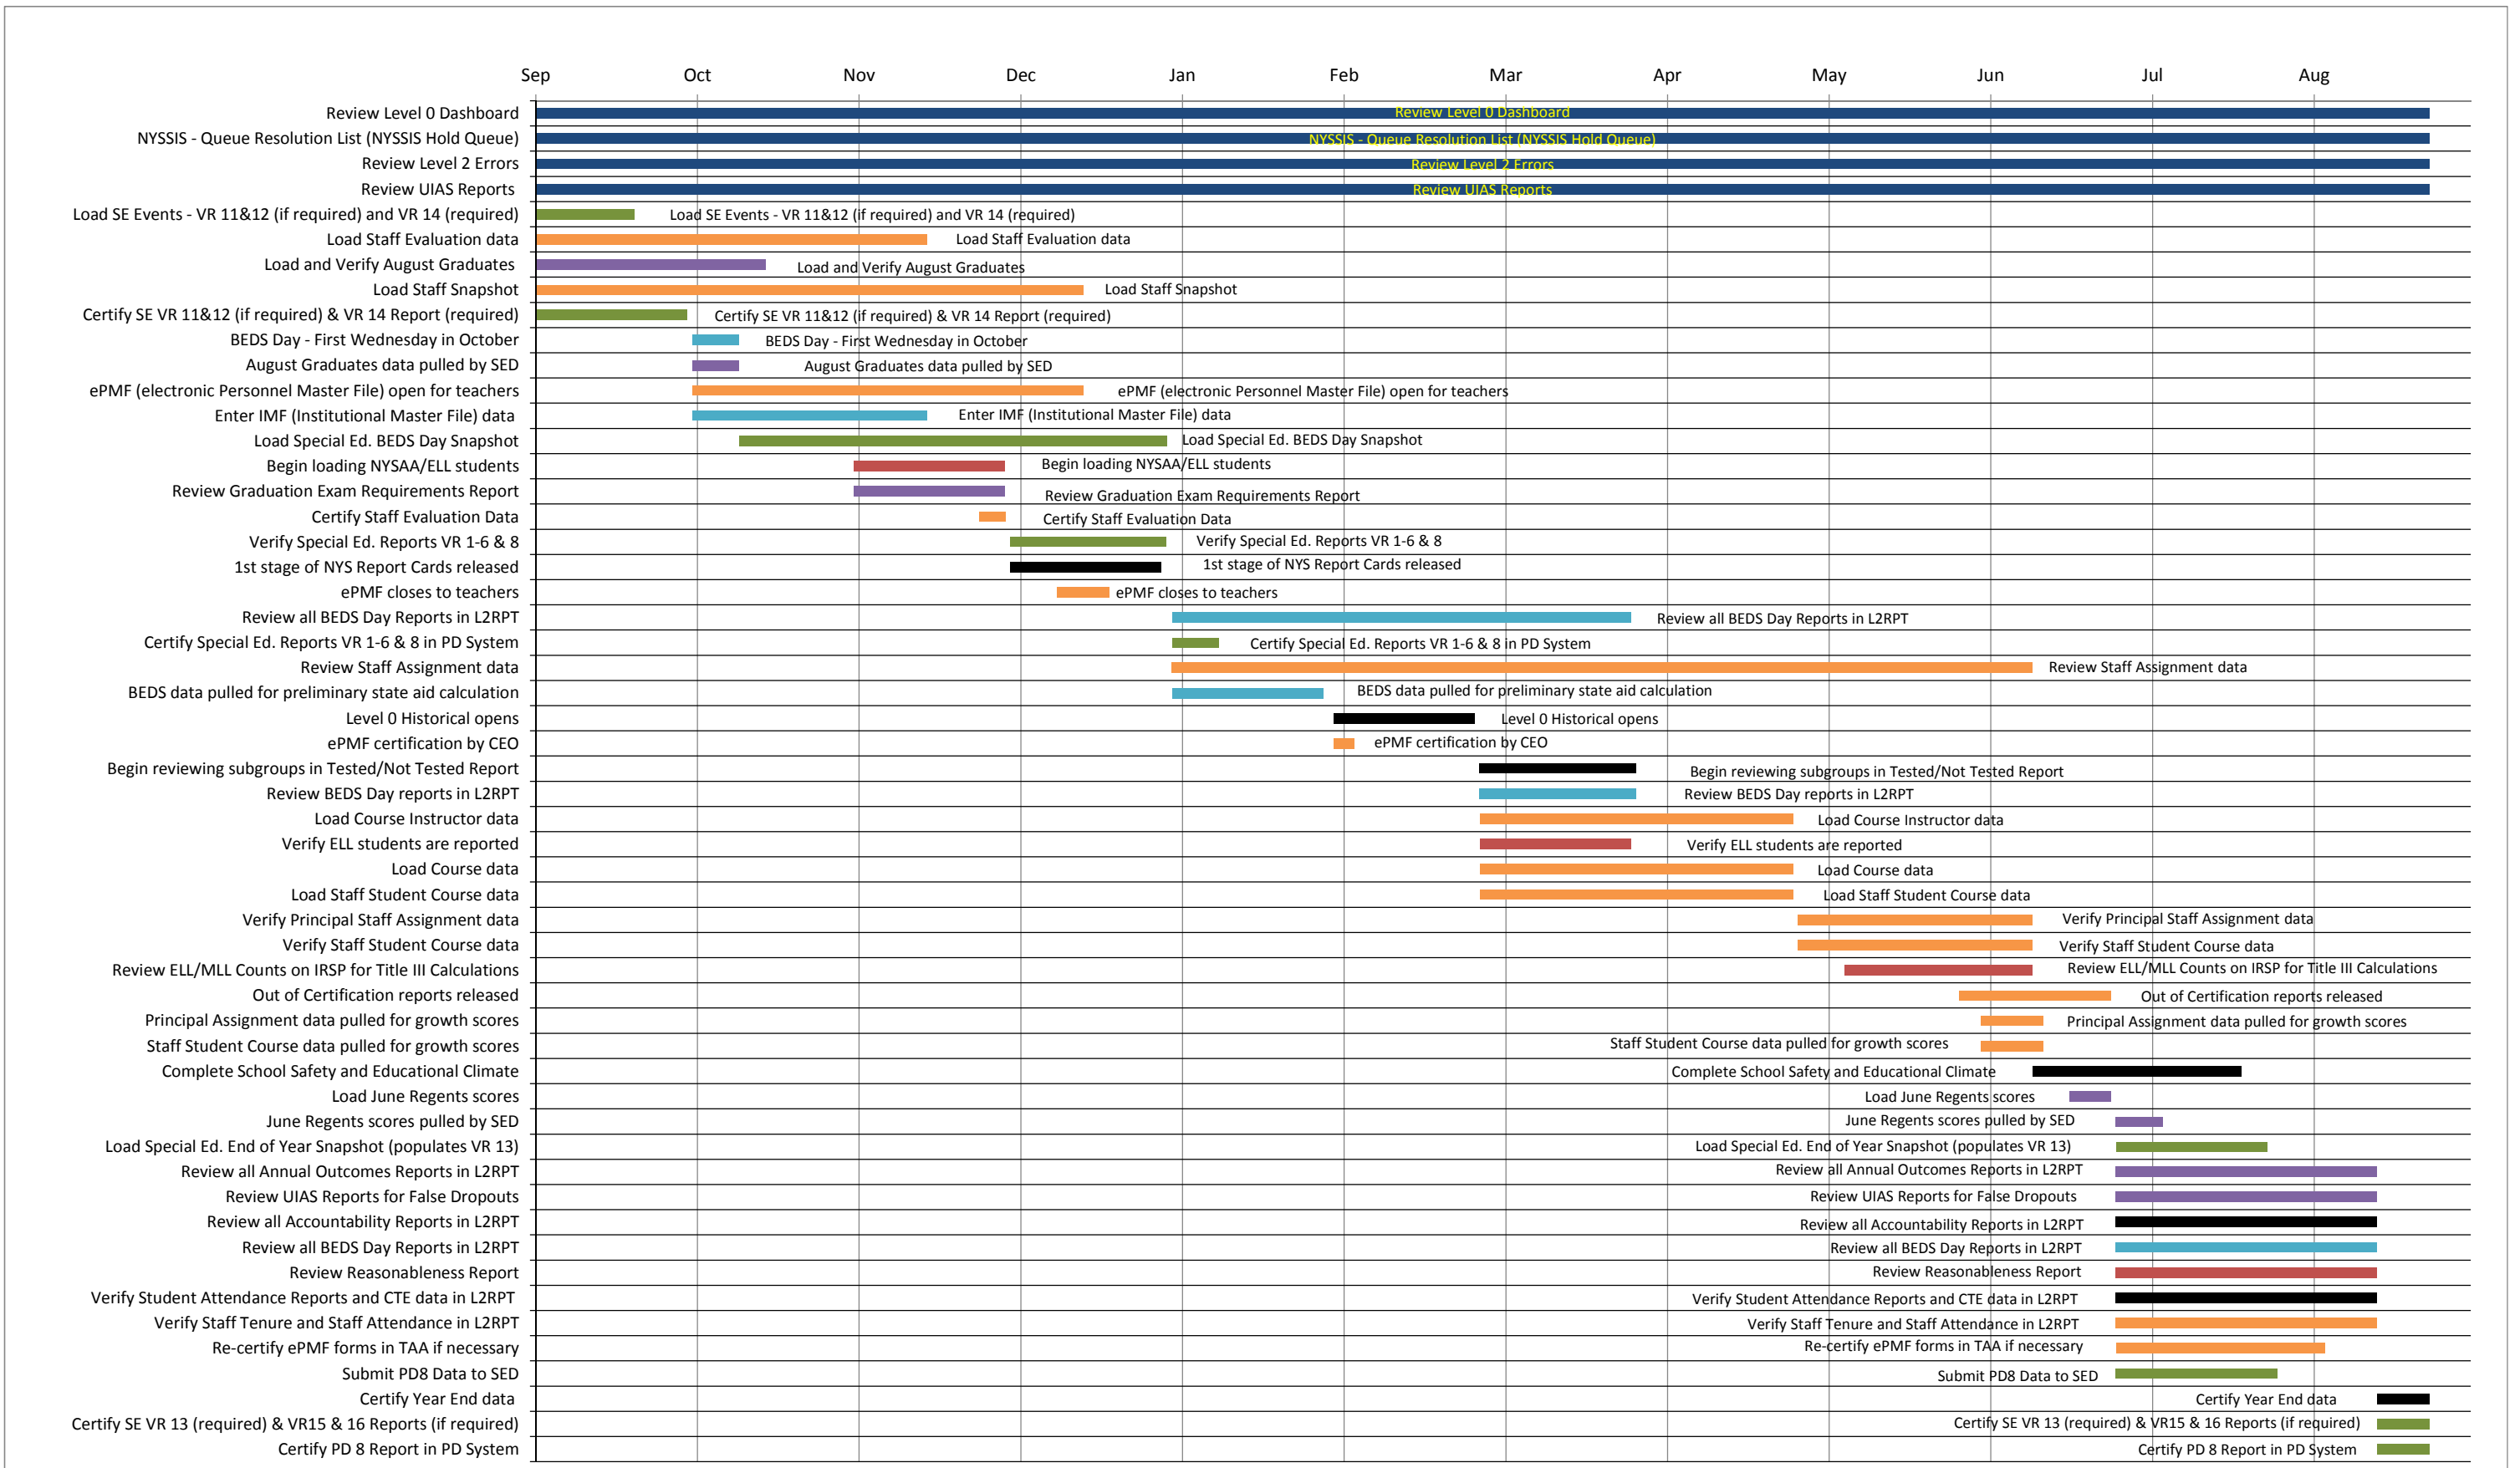 Sep Oct Nov Dec Jan Feb Mar Apr May Jun Jul Aug
Review Level 0 Dashboard Review Level 0 Dashboard
NYSSIS - Queue Resolution List (NYSSIS Hold Queue) NYSSIS - Queue Resolution List (NYSSIS Hold Queue)
Review Level 2 Errors Review Level 2 Errors
Review UIAS Reports Review UIAS Reports
Load SE Events - VR 11&12 (if required) and VR 14 (required) Load SE Events - VR 11&12 (if required) and VR 14 (required)
Load Staff Evaluation data Load Staff Evaluation data
Load and Verify August Graduates Load and Verify August Graduates
Load Staff Snapshot Load Staff Snapshot
Certify SE VR 11&12 (if required) & VR 14 Report (required) Certify SE VR 11&12 (if required) & VR 14 Report (required)
BEDS Day - First Wednesday in October BEDS Day - First Wednesday in October
August Graduates data pulled by SED August Graduates data pulled by SED
ePMF (electronic Personnel Master File) open for teachers ePMF (electronic Personnel Master File) open for teachers
Enter IMF (Institutional Master File) data Enter IMF (Institutional Master File) data
Load Special Ed. BEDS Day Snapshot Load Special Ed. BEDS Day Snapshot
Begin loading NYSAA/ELL students Begin loading NYSAA/ELL students
Review Graduation Exam Requirements Report Review Graduation Exam Requirements Report
Certify Staff Evaluation Data Certify Staff Evaluation Data
Verify Special Ed. Reports VR 1-6 & 8 Verify Special Ed. Reports VR 1-6 & 8
1st stage of NYS Report Cards released 1st stage of NYS Report Cards released
ePMF closes to teachers ePMF closes to teachers
Review all BEDS Day Reports in L2RPT Review all BEDS Day Reports in L2RPT
Certify Special Ed. Reports VR 1-6 & 8 in PD System Certify Special Ed. Reports VR 1-6 & 8 in PD System
Review Staff Assignment data Review Staff Assignment data
BEDS data pulled for preliminary state aid calculation BEDS data pulled for preliminary state aid calculation
Level 0 Historical opens Level 0 Historical opens
ePMF certification by CEO ePMF certification by CEO
Begin reviewing subgroups in Tested/Not Tested Report Begin reviewing subgroups in Tested/Not Tested Report
Review BEDS Day reports in L2RPT Review BEDS Day reports in L2RPT
Load Course Instructor data Load Course Instructor data
Verify ELL students are reported Verify ELL students are reported
Load Course data Load Course data
Load Staff Student Course data Load Staff Student Course data
Verify Principal Staff Assignment data Verify Principal Staff Assignment data
Verify Staff Student Course data Verify Staff Student Course data
Review ELL/MLL Counts on IRSP for Title III Calculations Review ELL/MLL Counts on IRSP for Title III Calculations
Out of Certification reports released Out of Certification reports released
Principal Assignment data pulled for growth scores Principal Assignment data pulled for growth scores
Staff Student Course data pulled for growth scores Staff Student Course data pulled for growth scores
Complete School Safety and Educational Climate Complete School Safety and Educational Climate
Load June Regents scores Load June Regents scores
June Regents scores pulled by SED June Regents scores pulled by SED
Load Special Ed. End of Year Snapshot (populates VR 13) Load Special Ed. End of Year Snapshot (populates VR 13)
Review all Annual Outcomes Reports in L2RPT Review all Annual Outcomes Reports in L2RPT
Review UIAS Reports for False Dropouts Review UIAS Reports for False Dropouts
Review all Accountability Reports in L2RPT Review all Accountability Reports in L2RPT
Review all BEDS Day Reports in L2RPT Review all BEDS Day Reports in L2RPT
Review Reasonableness Report Review Reasonableness Report
Verify Student Attendance Reports and CTE data in L2RPT Verify Student Attendance Reports and CTE data in L2RPT
Verify Staff Tenure and Staff Attendance in L2RPT Verify Staff Tenure and Staff Attendance in L2RPT
Re-certify ePMF forms in TAA if necessary Re-certify ePMF forms in TAA if necessary
Submit PD8 Data to SED Submit PD8 Data to SED
Certify Year End data Certify Year End data
Certify SE VR 13 (required) & VR15 & 16 Reports (if required) Certify SE VR 13 (required) & VR15 & 16 Reports (if required)
Certify PD 8 Report in PD System Certify PD 8 Report in PD System